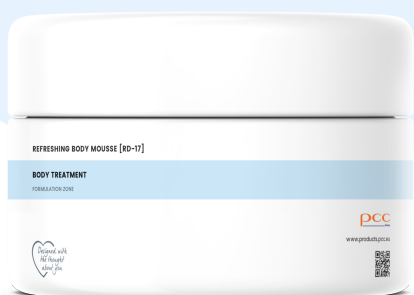 REFRESHING BODY MOUSSE [RD-17]
BODY TREATMENT
FORMULATION ZONE
pcc
www.products.pcc.eu
Designed with
the thought
about you